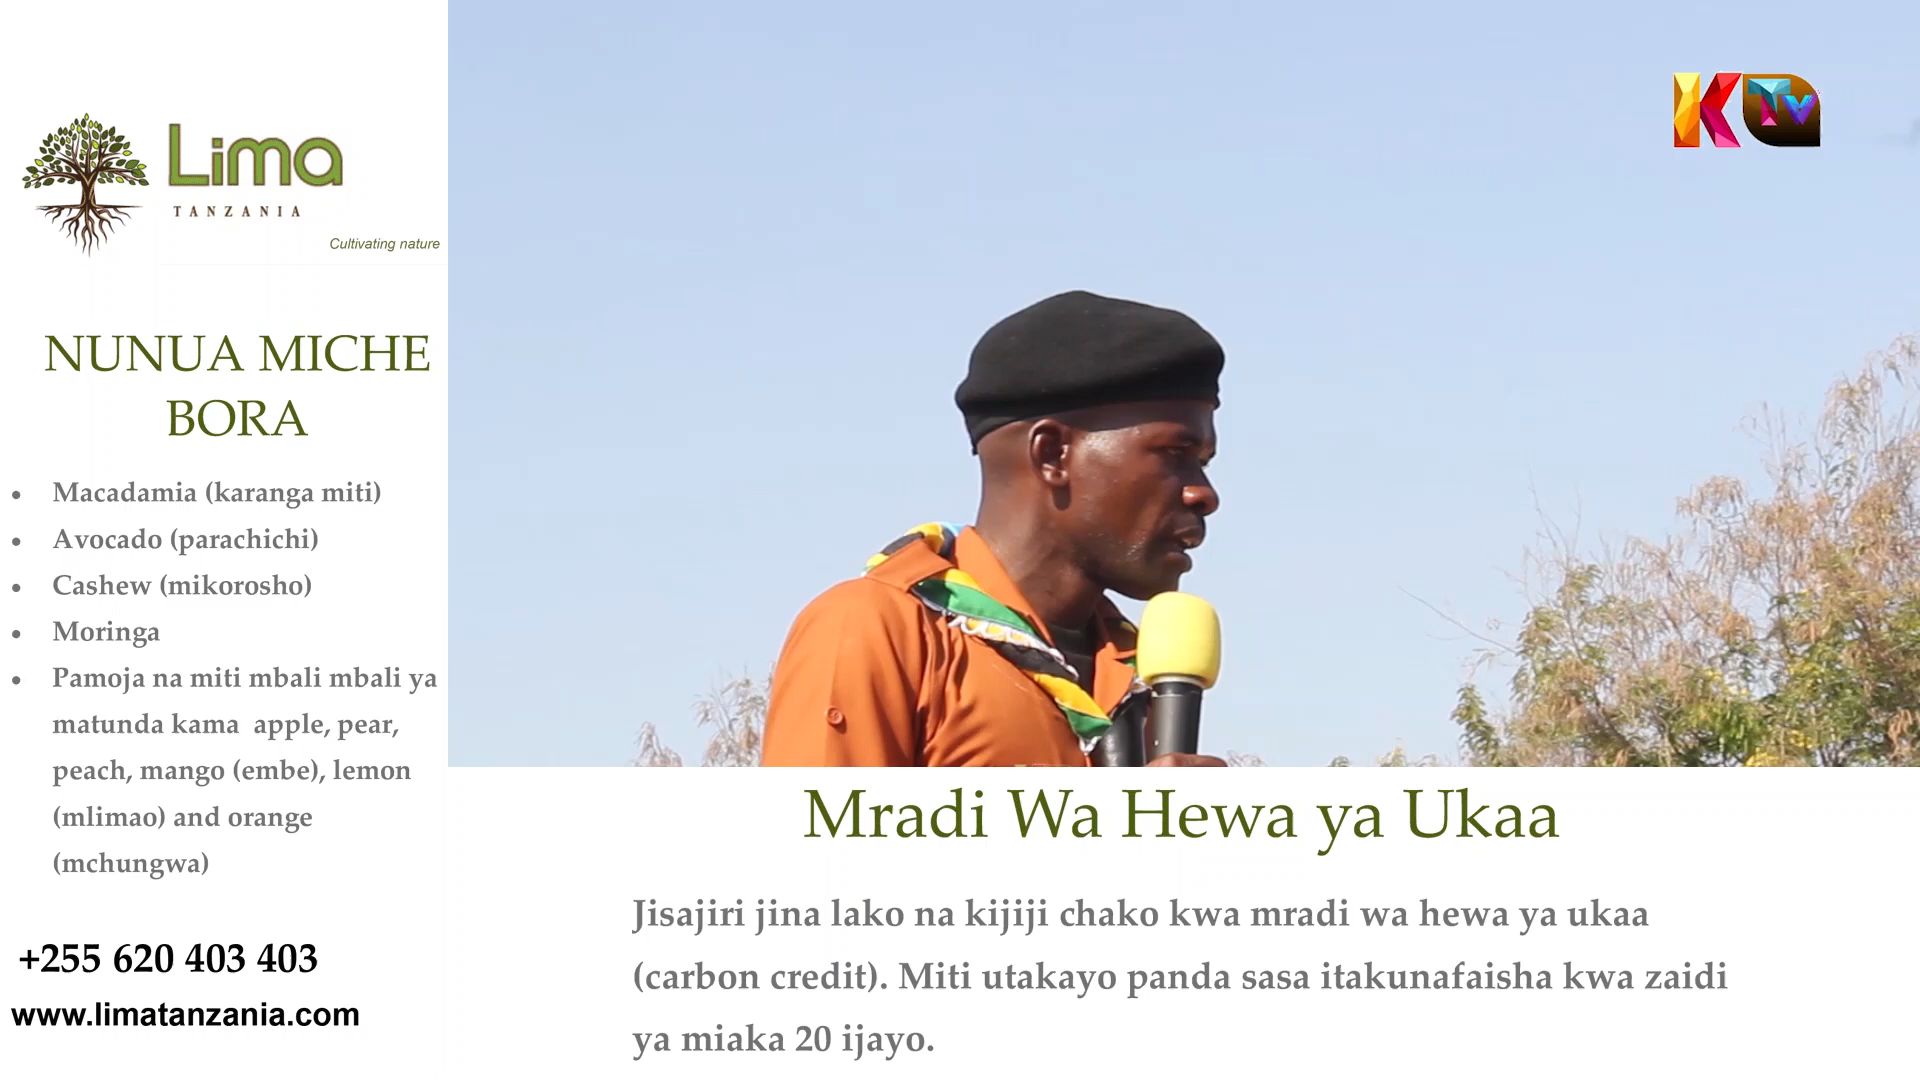 Lima
TANZANIA
Cultivating nature
NUNUA MICHE
BORA
• Macadamia (karanga miti)
• Avocado (parachichi)
• Cashew (mikorosho)
• Moringa
• Pamoja na miti mbali mbali ya
matunda kama apple, pear,
peach, mango (embe), lemon
(mlimao) and orange
(mchungwa)
+255 620 403 403
www.limatanzania.com
KTv
Mradi Wa Hewa ya Ukaa
Jisajiri jina lako na kijiji chako kwa mradi wa hewa ya ukaa
(carbon credit). Miti utakayo panda sasa itakunafaisha kwa zaidi
ya miaka 20 ijayo.